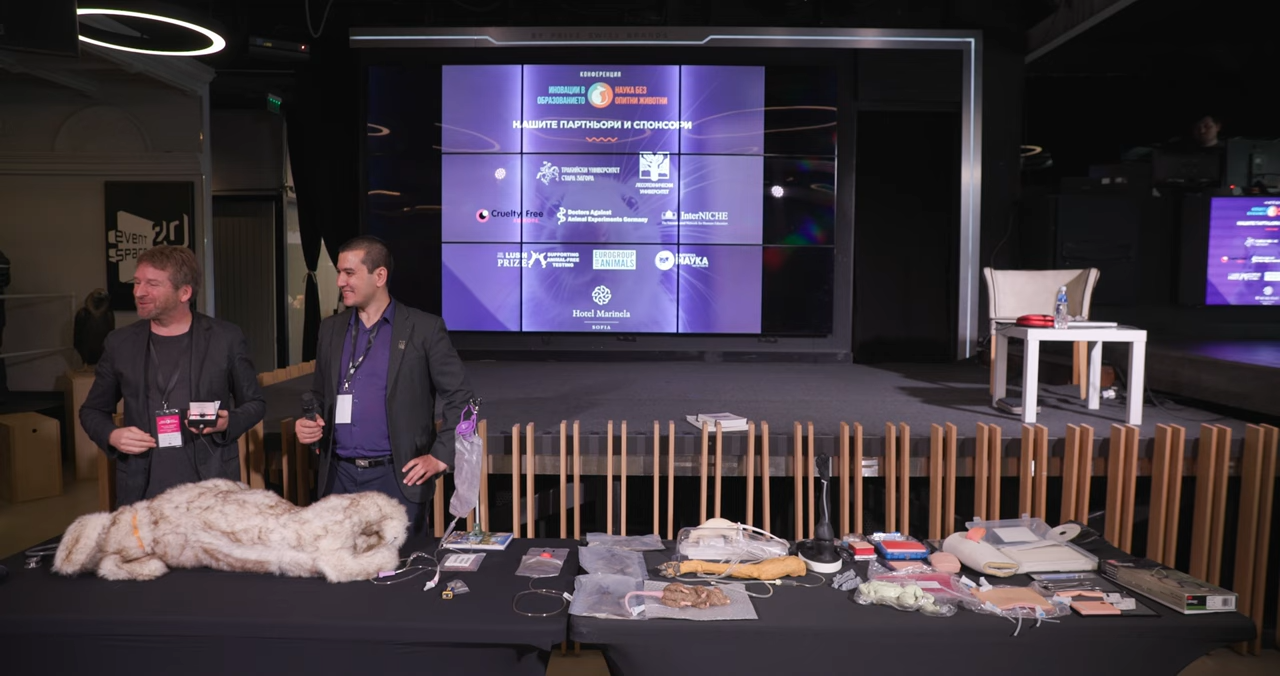 КОНФЕРЕНЦИЯ
ИНОВАЦИИ В
ОБРАЗОВАНИЕТО
НАУКА БЕЗ
ОПИТНИ ЖИВОТНИ
НАШИТЕ ПАРТНЬОРИ И СПОНСОРИ
ТРАКИЙСКИ УНИВЕРСИТЕТ
СТАРА ЗАГОРА
ЛЕСОТЕХНИЧЕСКИ
УНИВЕРСИТЕТ
Cruelty Free
Doctors Against
Animal Experiments Germany
InterNICHE
LUSH
PRIZE
SUPPORTING
ANIMAL-FREE
TESTING
EUROGROUP
FOR ANIMALS
НАУКА
Hotel Marinela
SOFIA
event
space